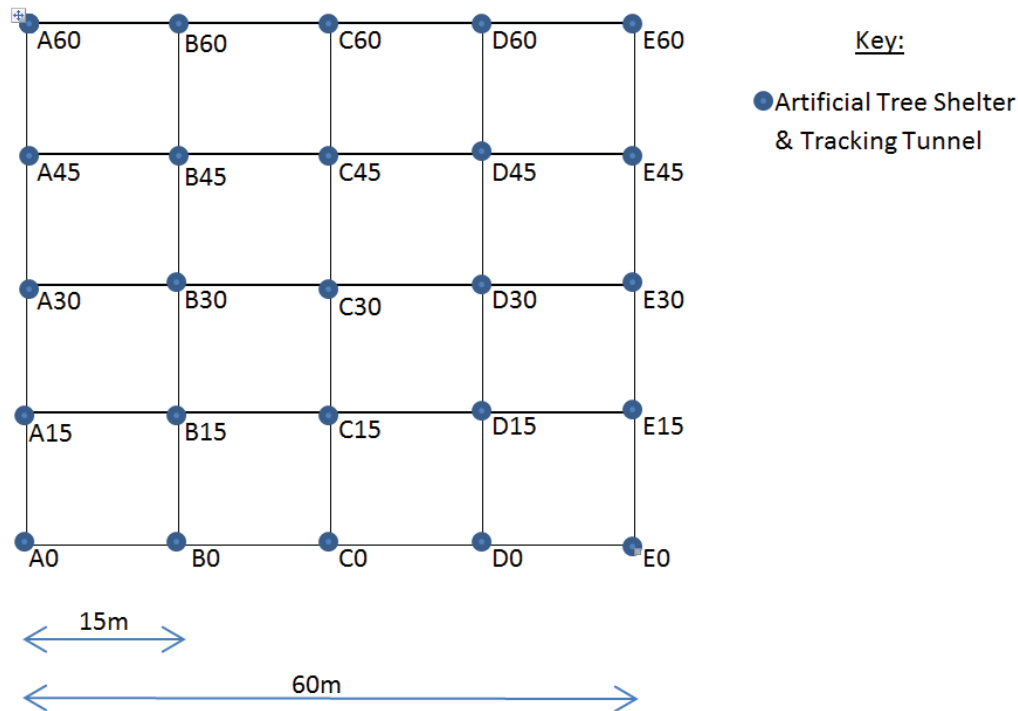 A60 B60 C60 D60 E60
Key:
Artificial Tree Shelter
& Tracking Tunnel
A45 B45 C45 D45 E45
A30 B30 C30 D30 E30
A15 B15 C15 D15 E15
A0 B0 C0 D0 E0
15m
60m